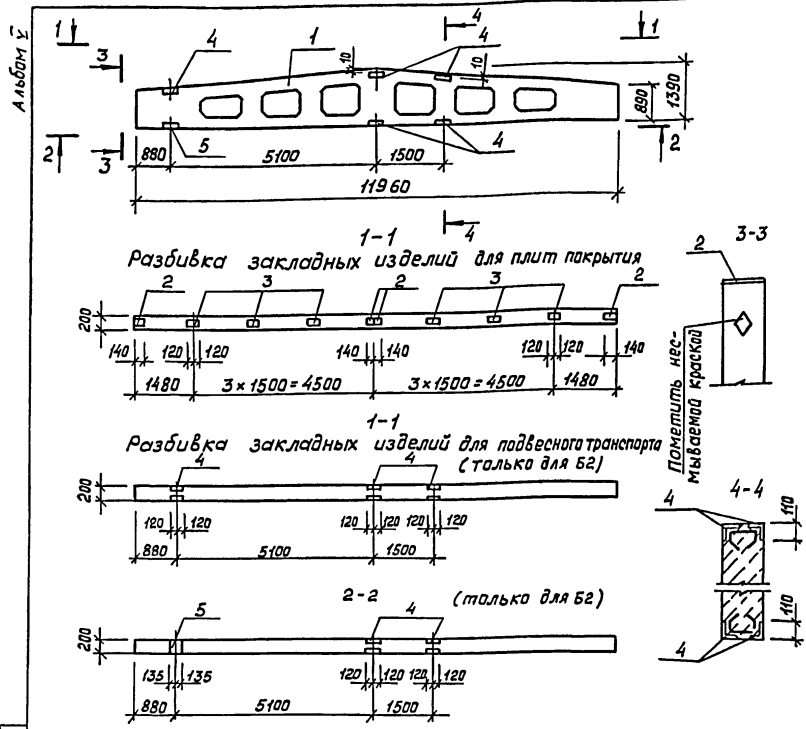 Альбом V
1 4 1 4 4 1
3 10 10
890 1390
2 3 5 4 2
880 5100 1500
11960
4
1-1
Разбивка закладных изделий для плит покрытия
2 3 2 3 2
200
140 120 120 140 140 120 120 140
1480 3×1500=4500 3×1500=4500 1480
3-3
2
Пометить нес-
мываемой краской
1-1
Разбивка закладных изделий для подвесного транспорта
(только для Б2)
4 4
200
120 120 120 120 120 120
880 5100 1500
4-4
4 110
110
4
2-2 (только для Б2)
5 4
200
135 135 120 120 120 120
880 5100 1500